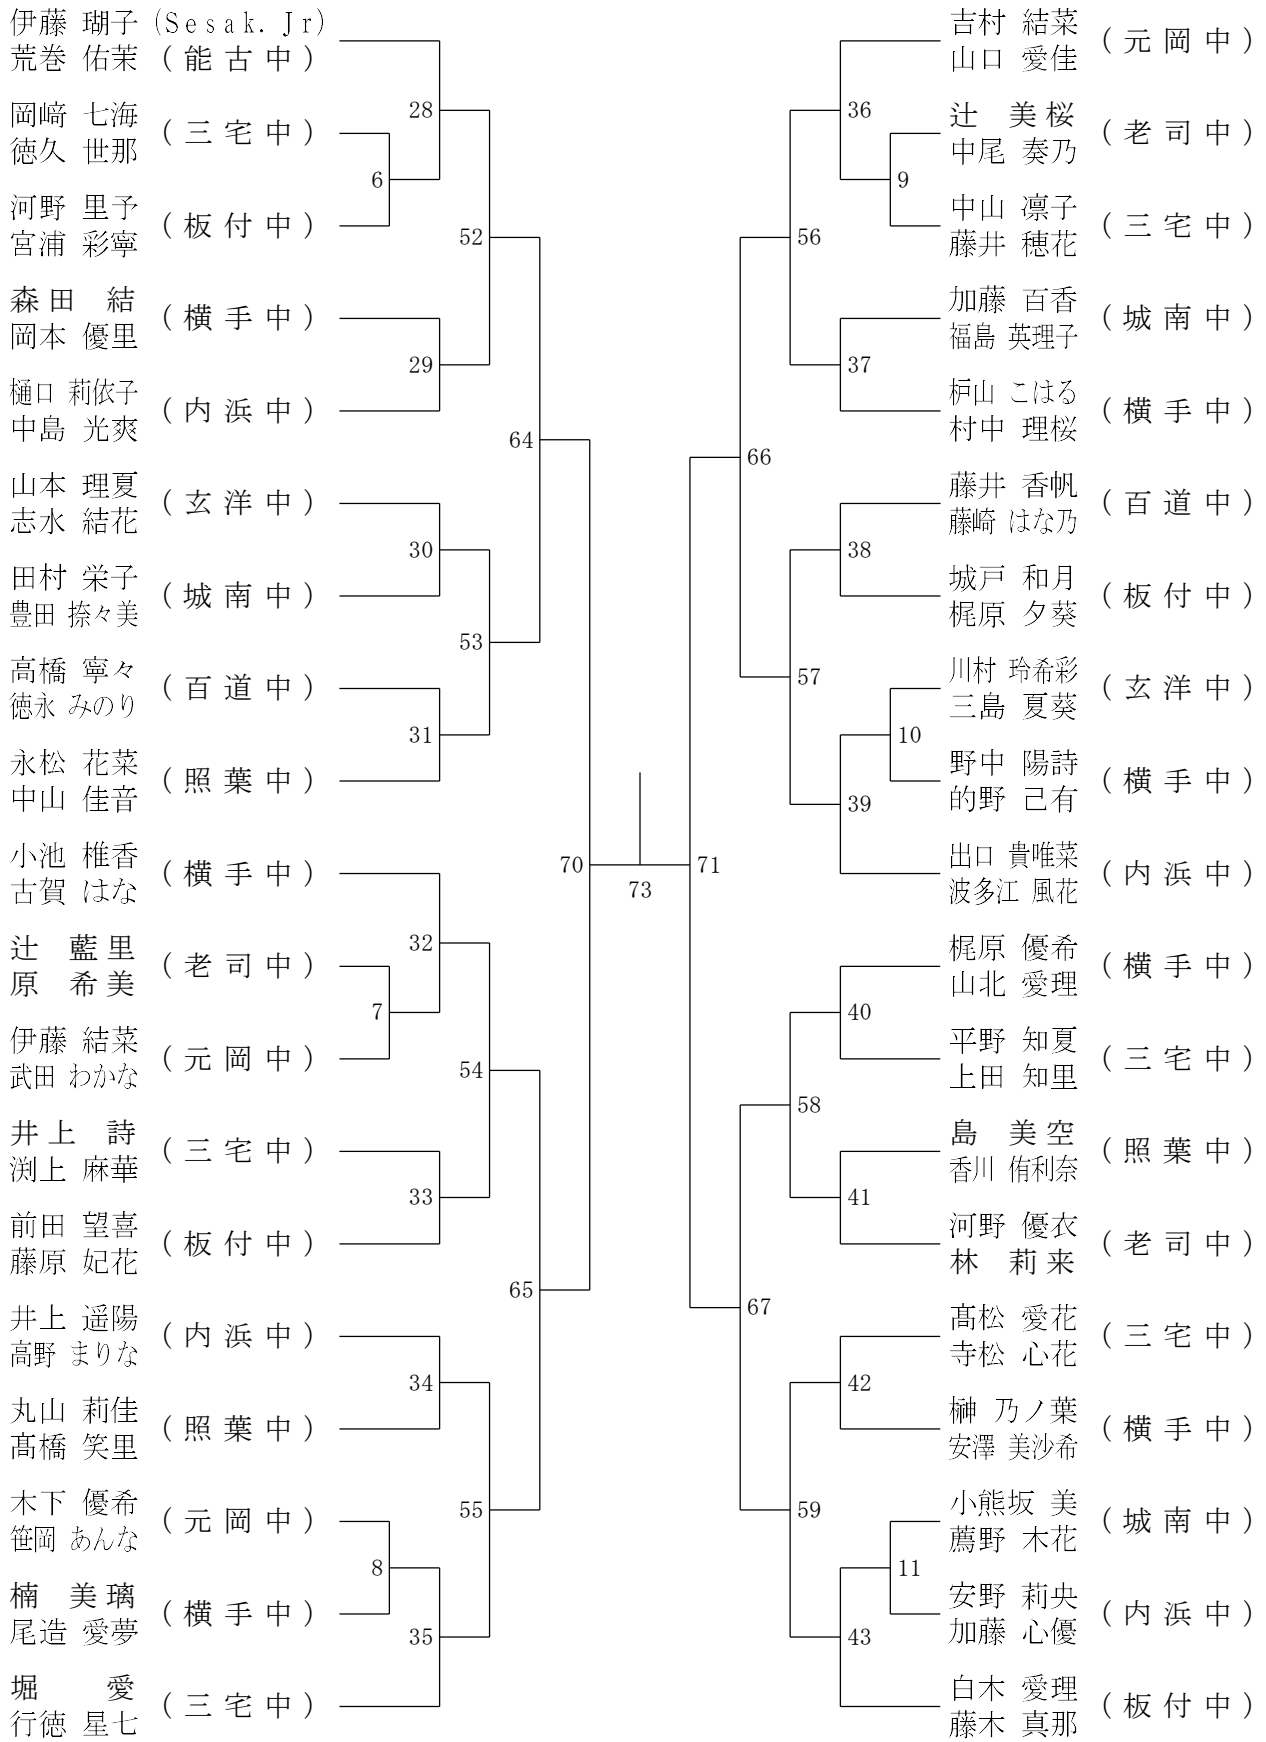 伊藤 瑚子 (Sesak. Jr)
荒巻 佑茉 (能古中)
岡﨑 七海
徳久 世那
(三宅中)
河野 里予
宮浦 彩寧
(板付中)
森田 結
岡本 優里
(横手中)
樋口 莉依子
中島 光爽
(内浜中)
山本 理夏
志水 結花
(玄洋中)
田村 栄子
豊田 捺々美
(城南中)
高橋 寧々
徳永 みのり
(百道中)
永松 花菜
中山 佳音
(照葉中)
小池 椎香
古賀 はな
(横手中)
辻 藍里
原 希美
(老司中)
伊藤 結菜
武田 わかな
(元岡中)
井上 詩
渕上 麻華
(三宅中)
前田 望喜
藤原 妃花
(板付中)
井上 遥陽
高野 まりな
(内浜中)
丸山 莉佳
髙橋 笑里
(照葉中)
木下 優希
笹岡 あんな
(元岡中)
楠 美璃
尾造 愛夢
(横手中)
堀 愛
行徳 星七
(三宅中)
6
7
8
28
29
30
31
32
33
34
35
52
53
54
55
64
65
70
73
71
66
67
56
57
58
59
36
37
38
39
40
41
42
43
9
10
11
吉村 結菜
山口 愛佳
(元岡中)
辻 美桜
中尾 奏乃
(老司中)
中山 凛子
藤井 穂花
(三宅中)
加藤 百香
福島 英理子
(城南中)
枦山 こはる
村中 理桜
(横手中)
藤井 香帆
藤崎 はな乃
(百道中)
城戸 和月
梶原 夕葵
(板付中)
川村 玲希彩
三島 夏葵
(玄洋中)
野中 陽詩
的野 己有
(横手中)
出口 貴唯菜
波多江 風花
(内浜中)
梶原 優希
山北 愛理
(横手中)
平野 知夏
上田 知里
(三宅中)
島 美空
香川 侑利奈
(照葉中)
河野 優衣
林 莉来
(老司中)
髙松 愛花
寺松 心花
(三宅中)
榊 乃ノ葉
安澤 美沙希
(横手中)
小熊坂 美
薦野 木花
(城南中)
安野 莉央
加藤 心優
(内浜中)
白木 愛理
藤木 真那
(板付中)